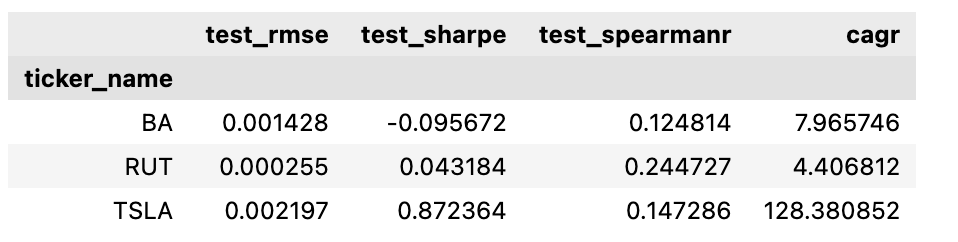 test_rmse test_sharpe test_spearmanr cagr
ticker_name
BA 0.001428 -0.095672 0.124814 7.965746
RUT 0.000255 0.043184 0.244727 4.406812
TSLA 0.002197 0.872364 0.147286 128.380852